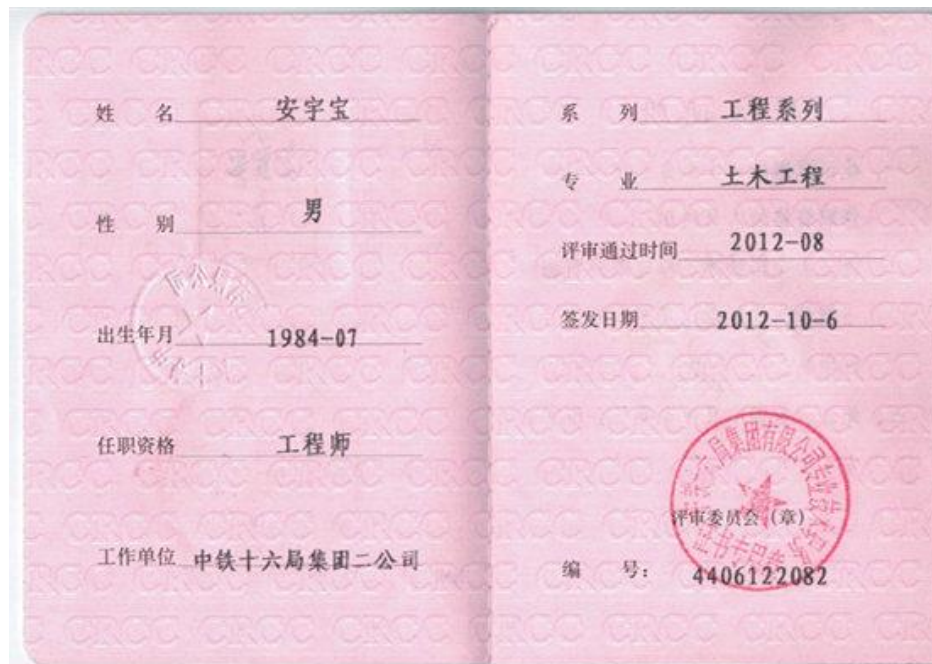 姓 名 安宇宝
性 别 男
出生年月 1984-07
任职资格 工程师
工作单位 中铁十六局集团二公司
系 列 工程系列
专 业 土木工程
评审通过时间 2012-08
签发日期 2012-10-6
评审委员会（章）
编 号： 4406122082
CRCC